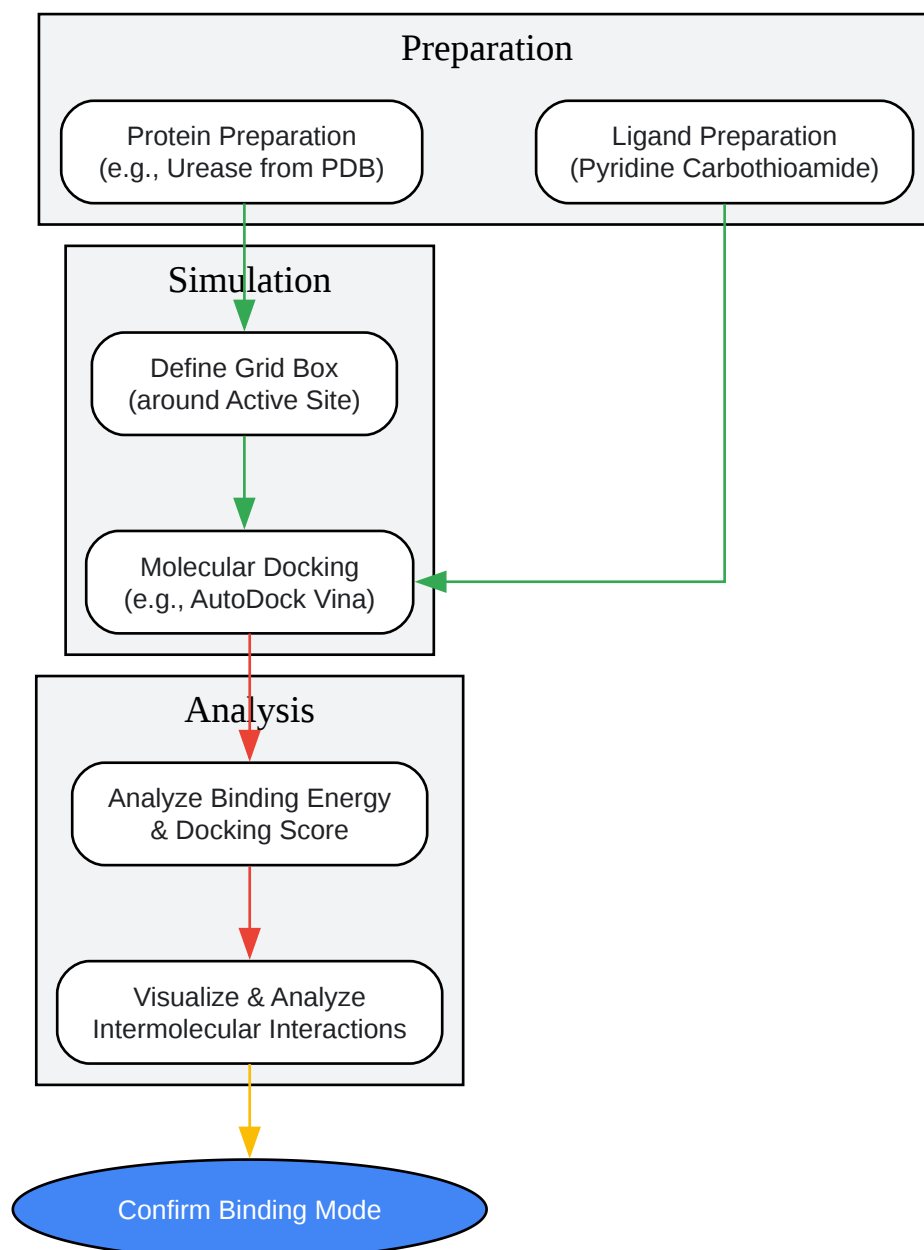 Preparation
Protein Preparation
(e.g., Urease from PDB)
Ligand Preparation
(Pyridine Carbothioamide)
Simulation
Define Grid Box
(around Active Site)
Molecular Docking
(e.g., AutoDock Vina)
Analysis
Analyze Binding Energy
& Docking Score
Visualize & Analyze
Intermolecular Interactions
Confirm Binding Mode